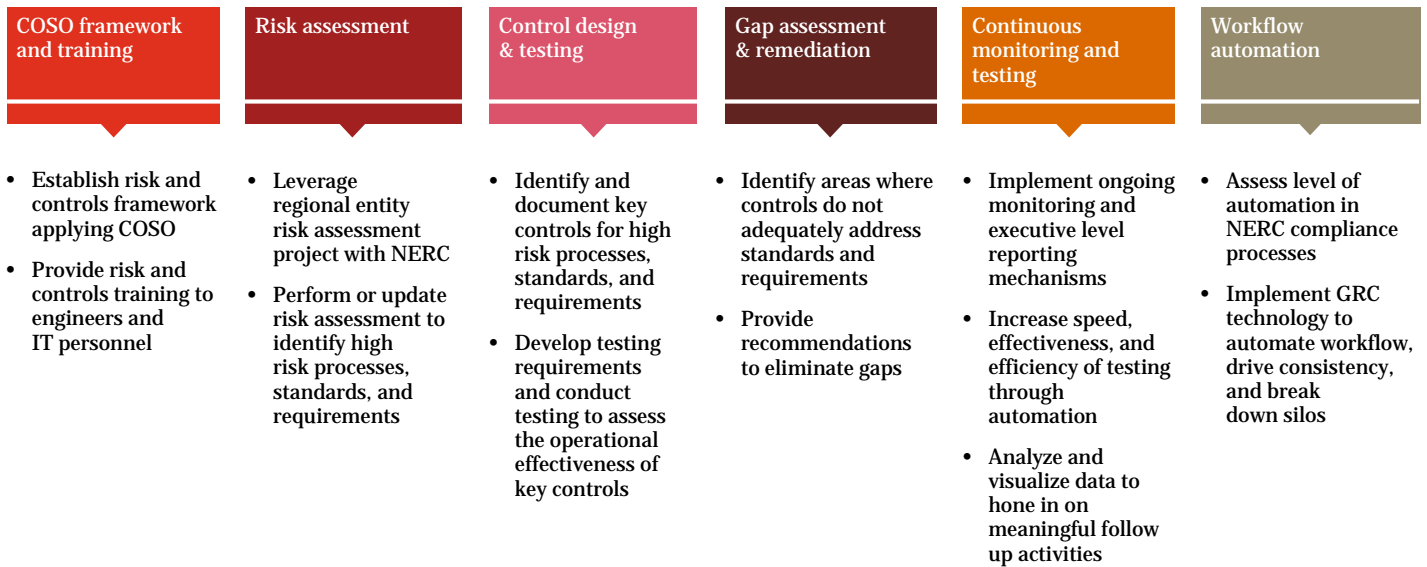 COSO framework
and training
• Establish risk and
controls framework
applying COSO
• Provide risk and
controls training to
engineers and
IT personnel
Risk assessment
• Leverage
regional entity
risk assessment
project with NERC
• Perform or update
risk assessment to
identify high
risk processes,
standards, and
requirements
Control design
& testing
• Identify and
document key
controls for high
risk processes,
standards, and
requirements
• Develop testing
requirements
and conduct
testing to assess
the operational
effectiveness of
key controls
Gap assessment
& remediation
• Identify areas where
controls do not
adequately address
standards and
requirements
• Provide
recommendations
to eliminate gaps
Continuous
monitoring and
testing
• Implement ongoing
monitoring and
executive level
reporting
mechanisms
• Increase speed,
effectiveness, and
efficiency of testing
through
automation
• Analyze and
visualize data to
hone in on
meaningful follow
up activities
Workflow
automation
• Assess level of
automation in
NERC compliance
processes
• Implement GRC
technology to
automate workflow,
drive consistency,
and break
down silos